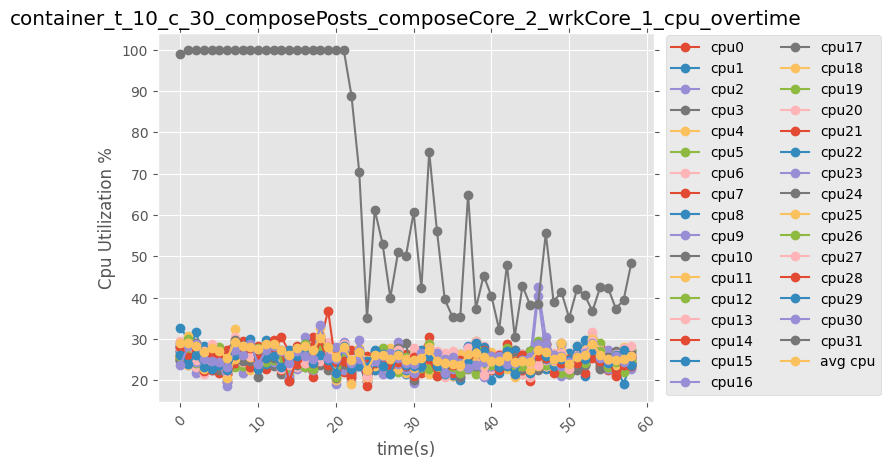 container_t_10_c_30_composePosts_composeCore_2_wrkCore_1_cpu_overtime
Cpu Utilization %
100
90
80
70
60
50
40
30
20
0
10
20
30
40
50
60
time(s)
cpu0
cpu1
cpu2
cpu3
cpu4
cpu5
cpu6
cpu7
cpu8
cpu9
cpu10
cpu11
cpu12
cpu13
cpu14
cpu15
cpu16
cpu17
cpu18
cpu19
cpu20
cpu21
cpu22
cpu23
cpu24
cpu25
cpu26
cpu27
cpu28
cpu29
cpu30
cpu31
avg cpu